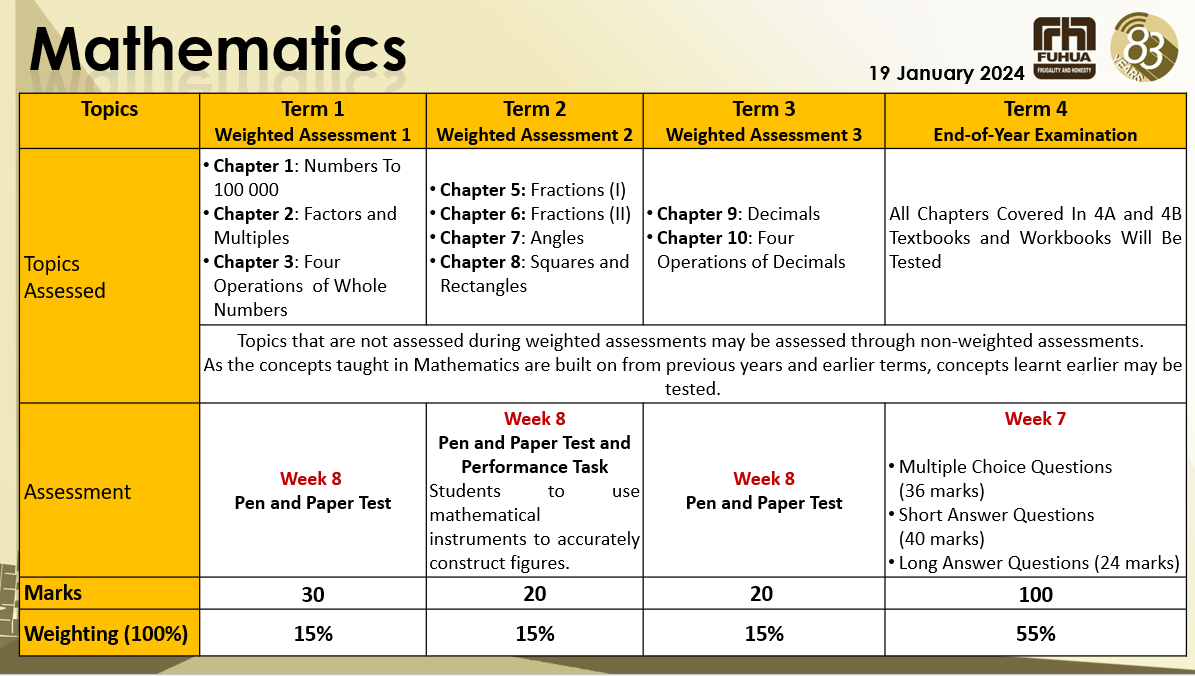 Mathematics
19 January 2024
FUHUA
FRUGALITY AND HONESTY
83
YEARS
Topics
Term 1
Weighted Assessment 1
Term 2
Weighted Assessment 2
Term 3
Weighted Assessment 3
Term 4
End-of-Year Examination
Topics
Assessed
• Chapter 1: Numbers To
100 000
• Chapter 2: Factors and
Multiples
• Chapter 3: Four
Operations of Whole
Numbers
• Chapter 5: Fractions (I)
• Chapter 6: Fractions (II)
• Chapter 7: Angles
• Chapter 8: Squares and
Rectangles
• Chapter 9: Decimals
• Chapter 10: Four
Operations of Decimals
All Chapters Covered In 4A and 4B
Textbooks and Workbooks Will Be
Tested
Topics that are not assessed during weighted assessments may be assessed through non-weighted assessments.
As the concepts taught in Mathematics are built on from previous years and earlier terms, concepts learnt earlier may be
tested.
Assessment
Week 8
Pen and Paper Test
Week 8
Pen and Paper Test and
Performance Task
Students to use
mathematical
instruments to accurately
construct figures.
Week 8
Pen and Paper Test
Week 7
• Multiple Choice Questions
(36 marks)
• Short Answer Questions
(40 marks)
• Long Answer Questions (24 marks)
Marks
30
20
20
100
Weighting (100%)
15%
15%
15%
55%